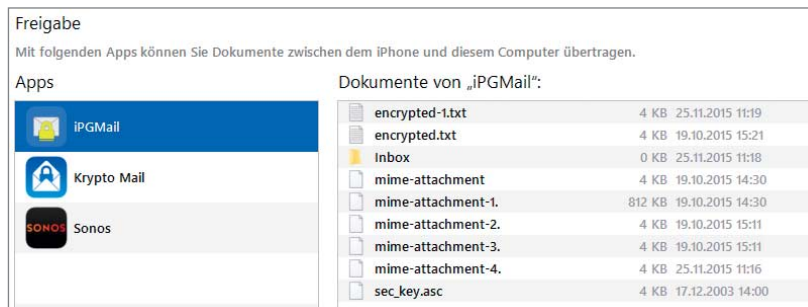 Freigabe
Mit folgenden Apps können Sie Dokumente zwischen dem iPhone und diesem Computer übertragen.
Apps
Dokumente von „iPGMail“:
iPGMail
Krypto Mail
SONOS Sonos
encrypted-1.txt 4 KB 25.11.2015 11:19
encrypted.txt 4 KB 19.10.2015 15:21
Inbox 0 KB 25.11.2015 11:18
mime-attachment 4 KB 19.10.2015 14:30
mime-attachment-1. 812 KB 19.10.2015 14:30
mime-attachment-2. 4 KB 19.10.2015 15:11
mime-attachment-3. 4 KB 19.10.2015 15:11
mime-attachment-4. 4 KB 25.11.2015 11:16
sec_key.asc 4 KB 17.12.2003 14:00